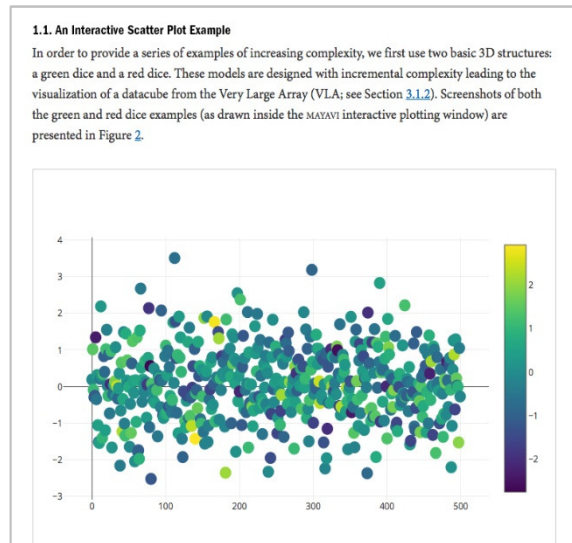 1.1. An Interactive Scatter Plot Example
In order to provide a series of examples of increasing complexity, we first use two basic 3D structures:
a green dice and a red dice. These models are designed with incremental complexity leading to the
visualization of a datacube from the Very Large Array (VLA; see Section 3.1.2). Screenshots of both
the green and red dice examples (as drawn inside the MAYAVI interactive plotting window) are
presented in Figure 2.
4
3
2
1
0
−1
−2
−3
0 100 200 300 400 500
2
1
0
−1
−2